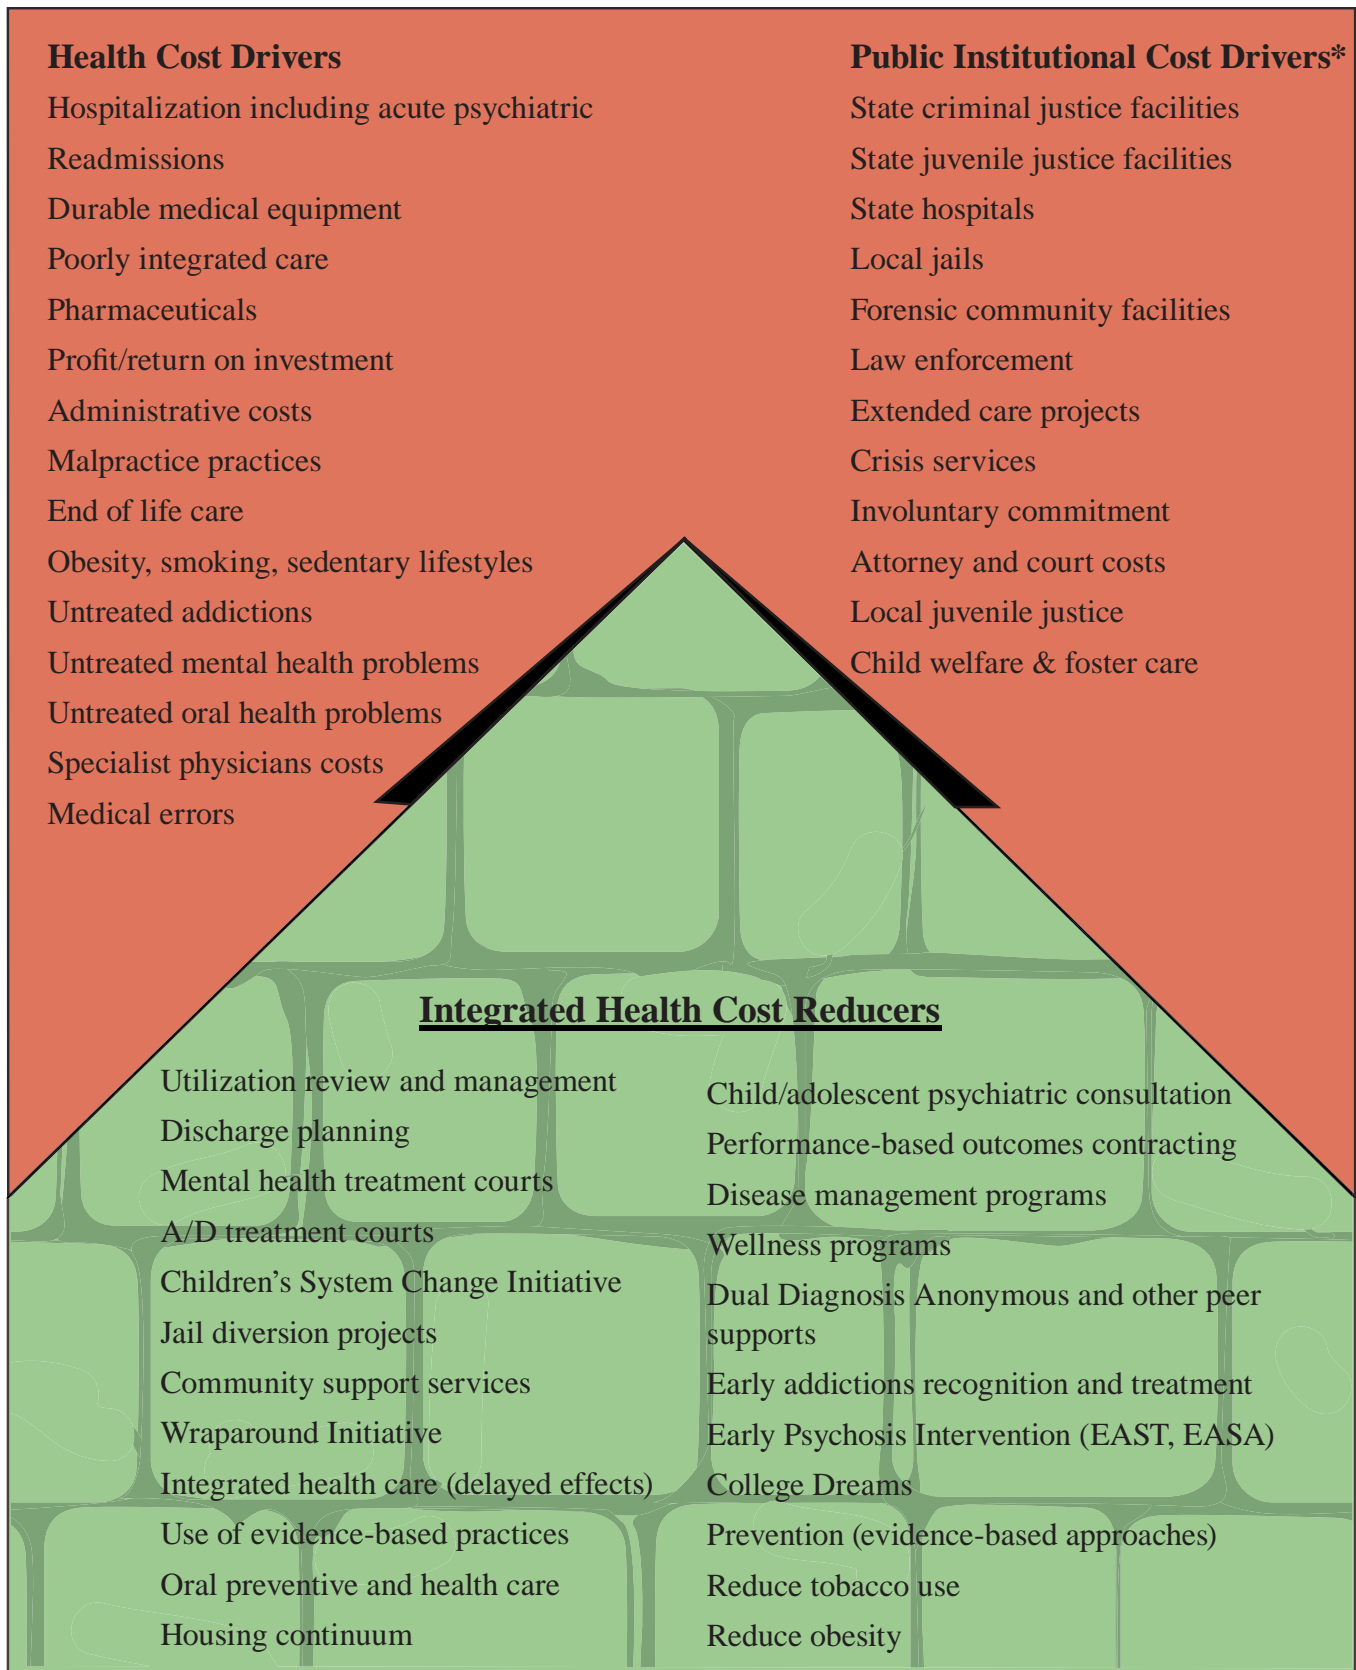 Health Cost Drivers
Hospitalization including acute psychiatric
Readmissions
Durable medical equipment
Poorly integrated care
Pharmaceuticals
Profit/return on investment
Administrative costs
Malpractice practices
End of life care
Obesity, smoking, sedentary lifestyles
Untreated addictions
Untreated mental health problems
Untreated oral health problems
Specialist physicians costs
Medical errors
Public Institutional Cost Drivers*
State criminal justice facilities
State juvenile justice facilities
State hospitals
Local jails
Forensic community facilities
Law enforcement
Extended care projects
Crisis services
Involuntary commitment
Attorney and court costs
Local juvenile justice
Child welfare & foster care
Integrated Health Cost Reducers
Utilization review and management
Discharge planning
Mental health treatment courts
A/D treatment courts
Children’s System Change Initiative
Jail diversion projects
Community support services
Wraparound Initiative
Integrated health care (delayed effects)
Use of evidence-based practices
Oral preventive and health care
Housing continuum
Child/adolescent psychiatric consultation
Performance-based outcomes contracting
Disease management programs
Wellness programs
Dual Diagnosis Anonymous and other peer
supports
Early addictions recognition and treatment
Early Psychosis Intervention (EAST, EASA)
College Dreams
Prevention (evidence-based approaches)
Reduce tobacco use
Reduce obesity